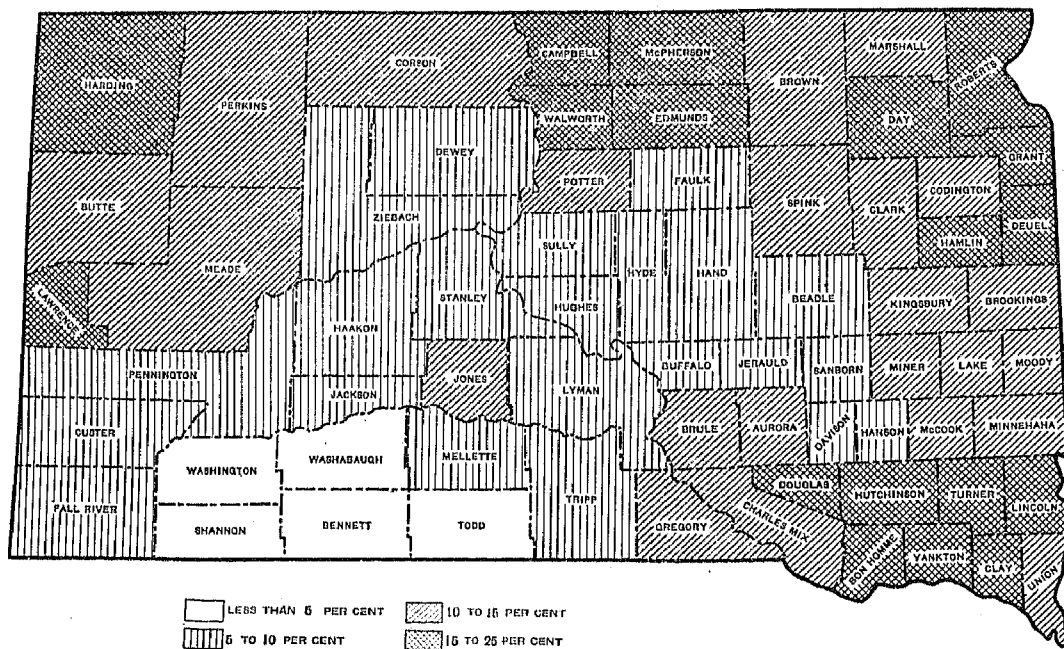 CAMPBELL
McPHERSON
MARSHALL
CORSON
BROWN
ROBERTS
HARDING
PERKINS
WALWORTH
EDMUNDS
DAY
DEWEY
GRANT
BUTTE
ZIEBACH
POTTER
FAULK
SPINK
CLARK
CODINGTON
DEUEL
HAMLIN
MEADE
SULLY
HYDE
HAND
LAWRENCE
STANLEY
HUGHES
BEADLE
KINGSBURY
BROOKINGS
HAAKON
PENNINGTON
JACKSON
JONES
LYMAN
BUFFALO
JERAULD
SANBORN
MINER
LAKE
MOODY
CUSTER
BRULE
AURORA
DAVISON
HANSON
McCOOK
MINNEHAHA
WASHINGTON
WASHABAUGH
MELLETTE
TRIPP
DOUGLAS
HUTCHINSON
TURNER
LINCOLN
FALL RIVER
SHANNON
BENNETT
TODD
GREGORY
CHARLES MIX
BON HOMME
YANKTON
CLAY
UNION
LESS THAN 5 PER CENT
10 TO 15 PER CENT
5 TO 10 PER CENT
15 TO 25 PER CENT